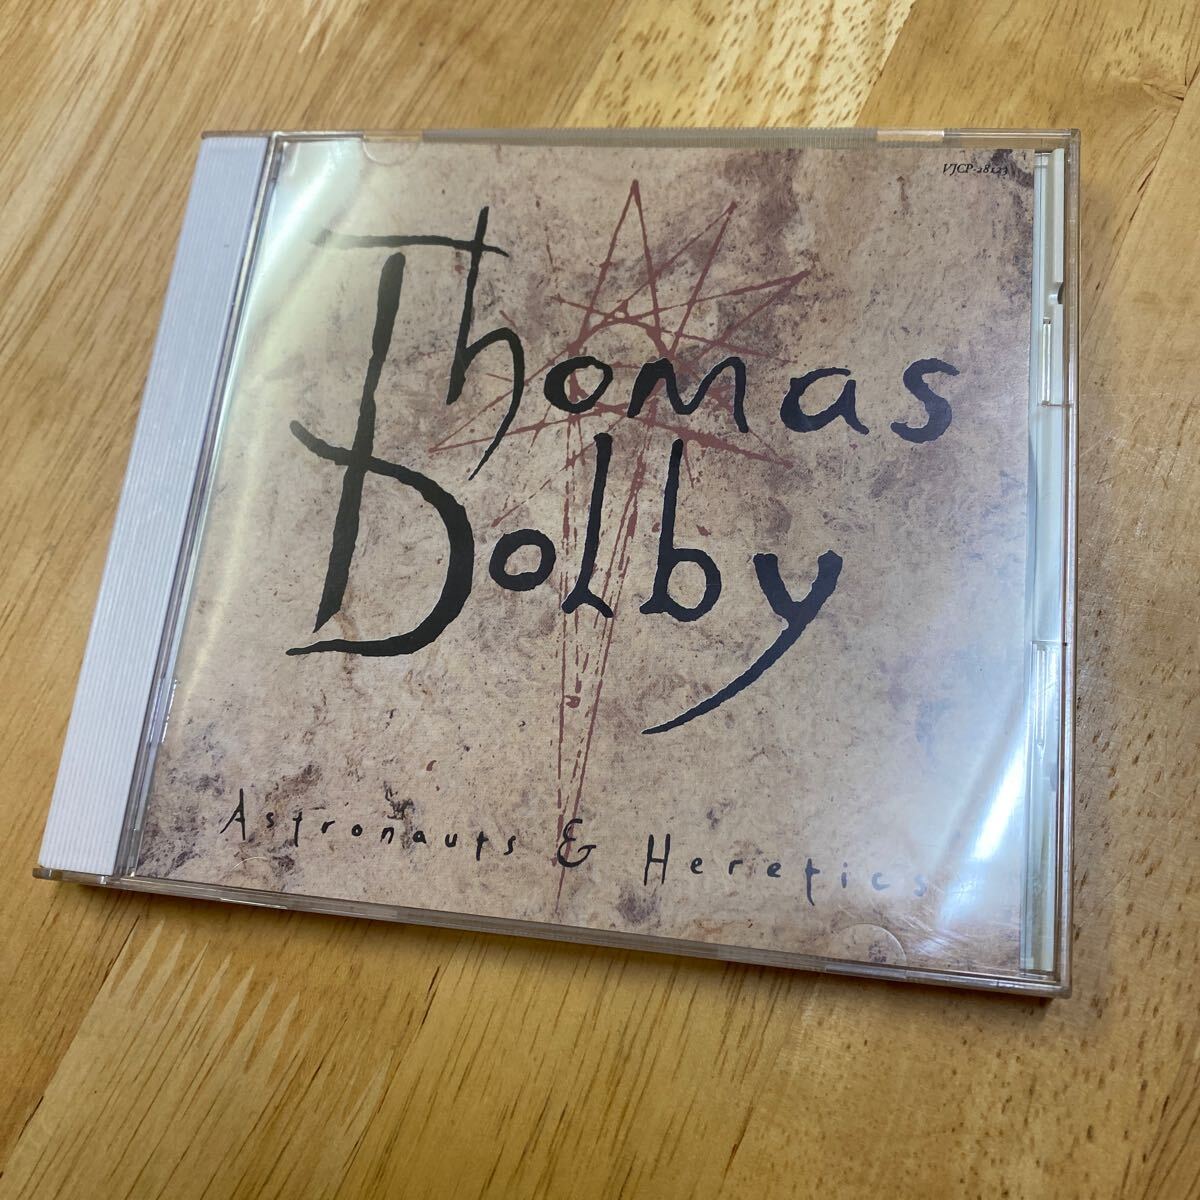 VJCP-28123
Thomas
Dolby
Astronauts & Heretics